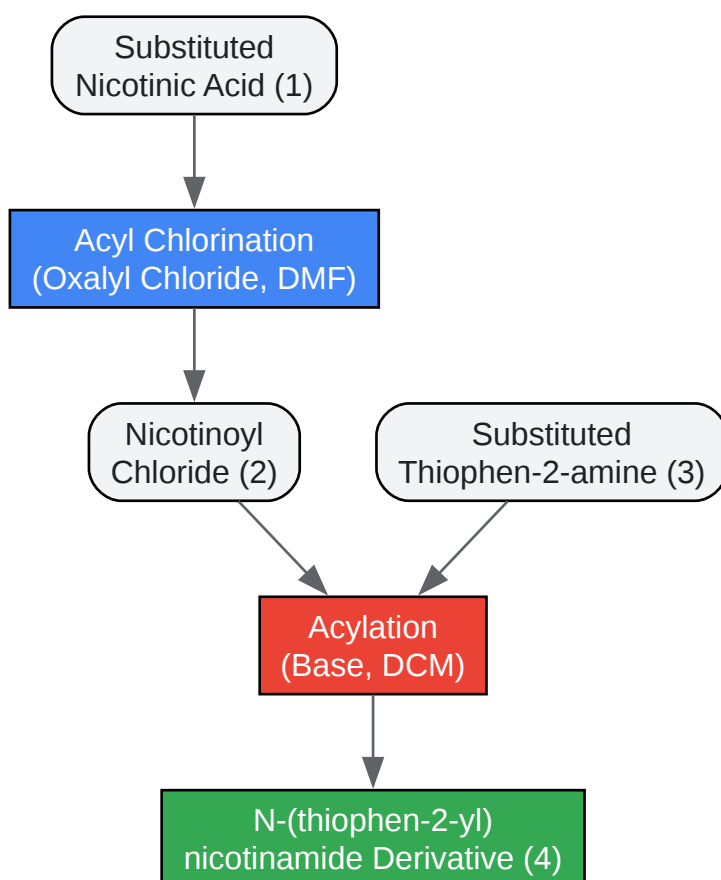 Substituted
Nicotinic Acid (1)
Acyl Chlorination
(Oxalyl Chloride, DMF)
Nicotinoyl
Chloride (2)
Substituted
Thiophen-2-amine (3)
Acylation
(Base, DCM)
N-(thiophen-2-yl)
nicotinamide Derivative (4)